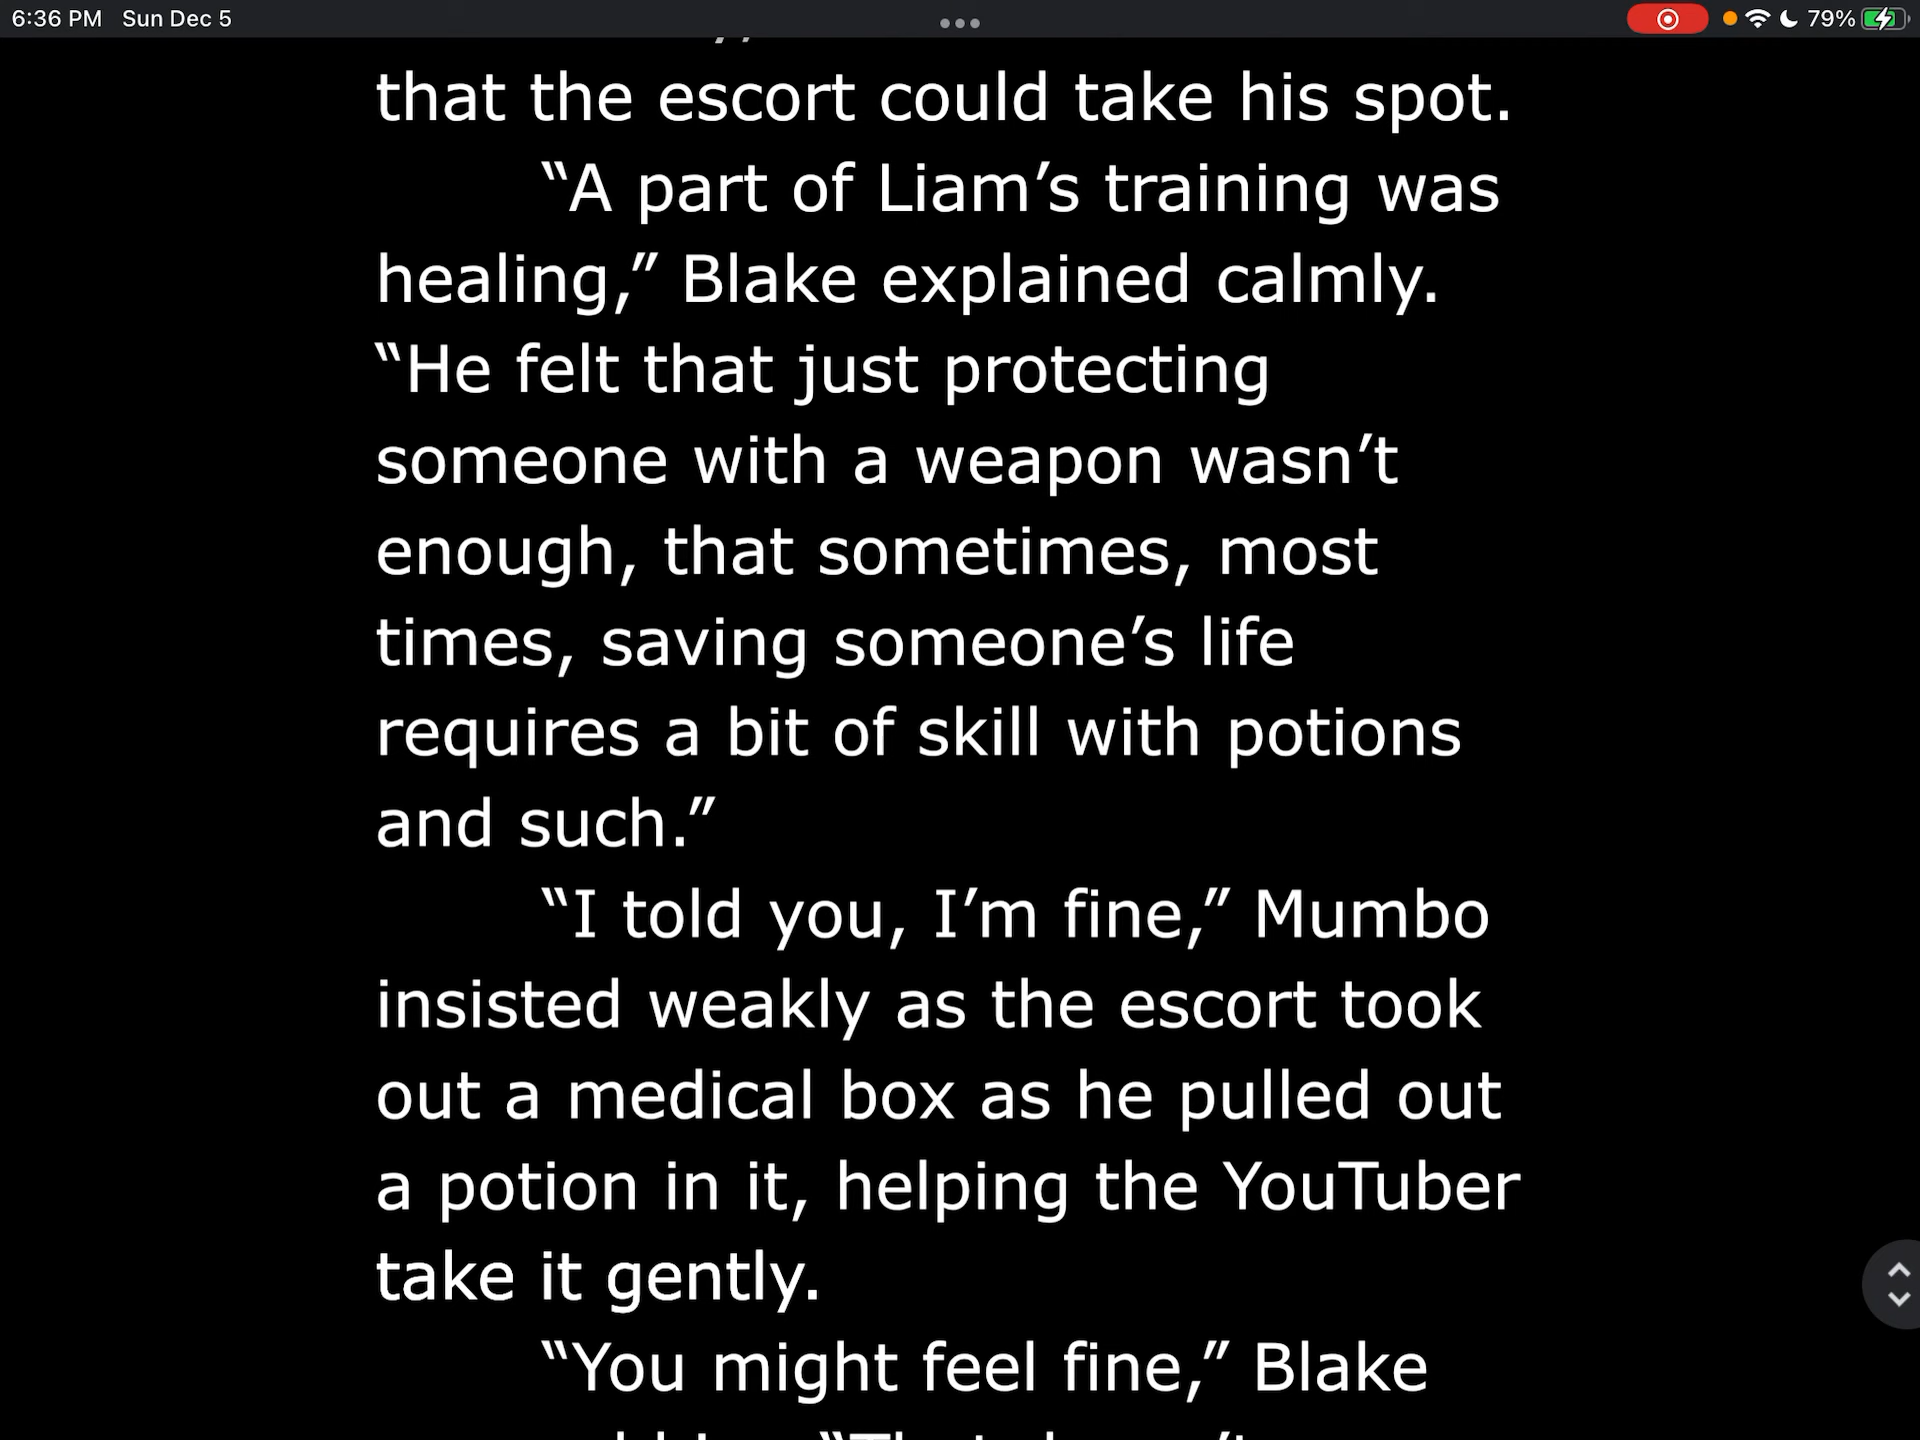 6:36 PM Sun Dec 5
79%
that the escort could take his spot.
“A part of Liam’s training was
healing,” Blake explained calmly.
“He felt that just protecting
someone with a weapon wasn’t
enough, that sometimes, most
times, saving someone’s life
requires a bit of skill with potions
and such.”
“I told you, I’m fine,” Mumbo
insisted weakly as the escort took
out a medical box as he pulled out
a potion in it, helping the YouTuber
take it gently.
“You might feel fine,” Blake